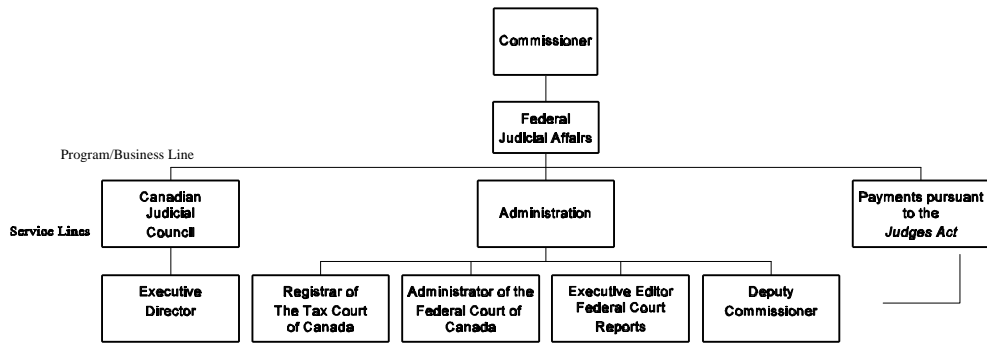 Commissioner
Federal
Judicial Affairs
Program/Business Line
Canadian
Judicial
Council
Administration
Payments pursuant
to the
Judges Act
Service Lines
Executive
Director
Registrar of
The Tax Court
of Canada
Administrator of the
Federal Court of
Canada
Executive Editor
Federal Court
Reports
Deputy
Commissioner